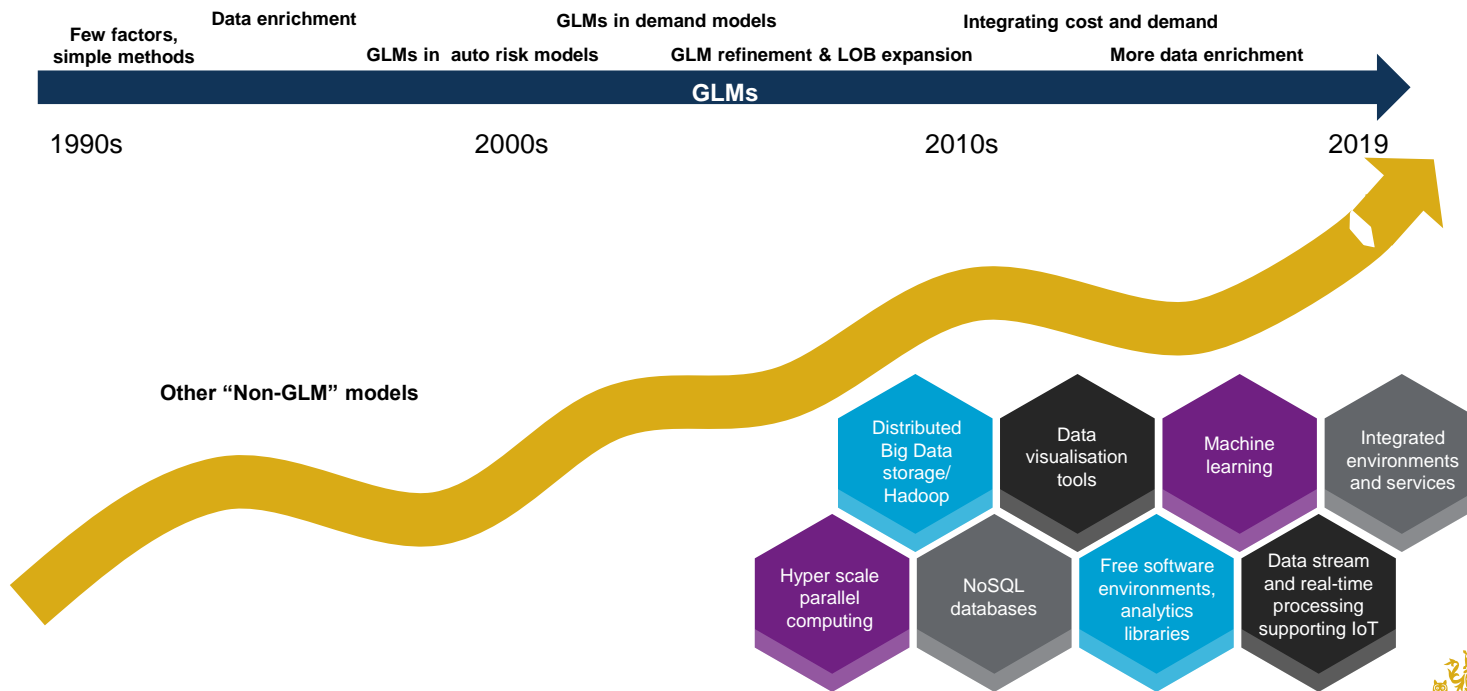 Few factors,
simple methods
Data enrichment
GLMs in auto risk models
GLMs in demand models
GLM refinement & LOB expansion
Integrating cost and demand
More data enrichment
GLMs
1990s
2000s
2010s
2019
Other “Non-GLM” models
Distributed
Big Data
storage/
Hadoop
Data
visualisation
tools
Machine
learning
Integrated
environments
and services
Hyper scale
parallel
computing
NoSQL
databases
Free software
environments,
analytics
libraries
Data stream
and real-time
processing
supporting IoT